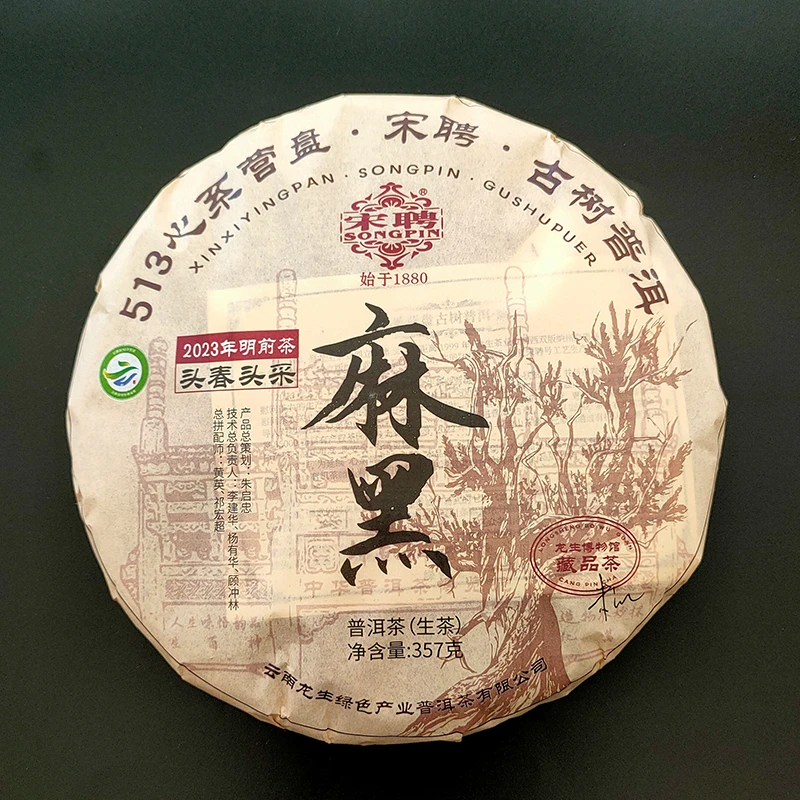 513心系营盘·宋聘·古树普洱
XINXIYINGPAN·SONGPIN·GUSHUPUER
宋聘®
SONGPIN
始于1880
2023年明前茶
头春头采
麻黑
产品总策划：朱启忠
技术总负责人：李建华、杨有华、顾冲林
总拼配师：黄英、祁宏超
龙生博物馆
藏品茶
CANG PIN CHA
普洱茶(生茶)
净含量:357克
云南龙生绿色产业普洱茶有限公司